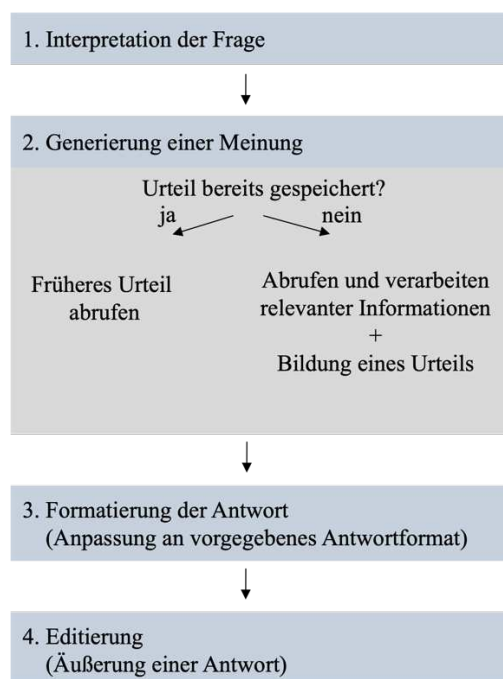 1. Interpretation der Frage
2. Generierung einer Meinung
Urteil bereits gespeichert?
ja nein
Früheres Urteil
abrufen
Abrufen und verarbeiten
relevanter Informationen
+
Bildung eines Urteils
3. Formatierung der Antwort
(Anpassung an vorgegebenes Antwortformat)
4. Editierung
(Äußerung einer Antwort)